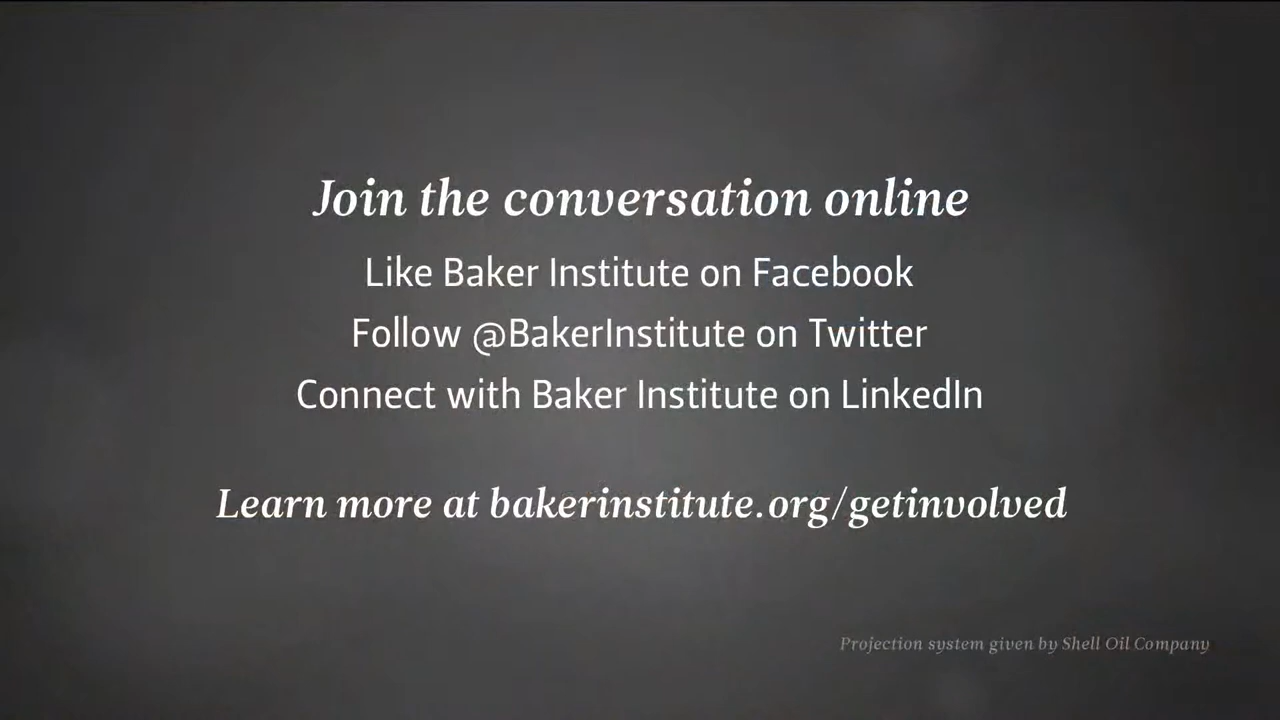 Join the conversation online
Like Baker Institute on Facebook
Follow @BakerInstitute on Twitter
Connect with Baker Institute on LinkedIn
Learn more at bakerinstitute.org/getinvolved
Projection system given by Shell Oil Company